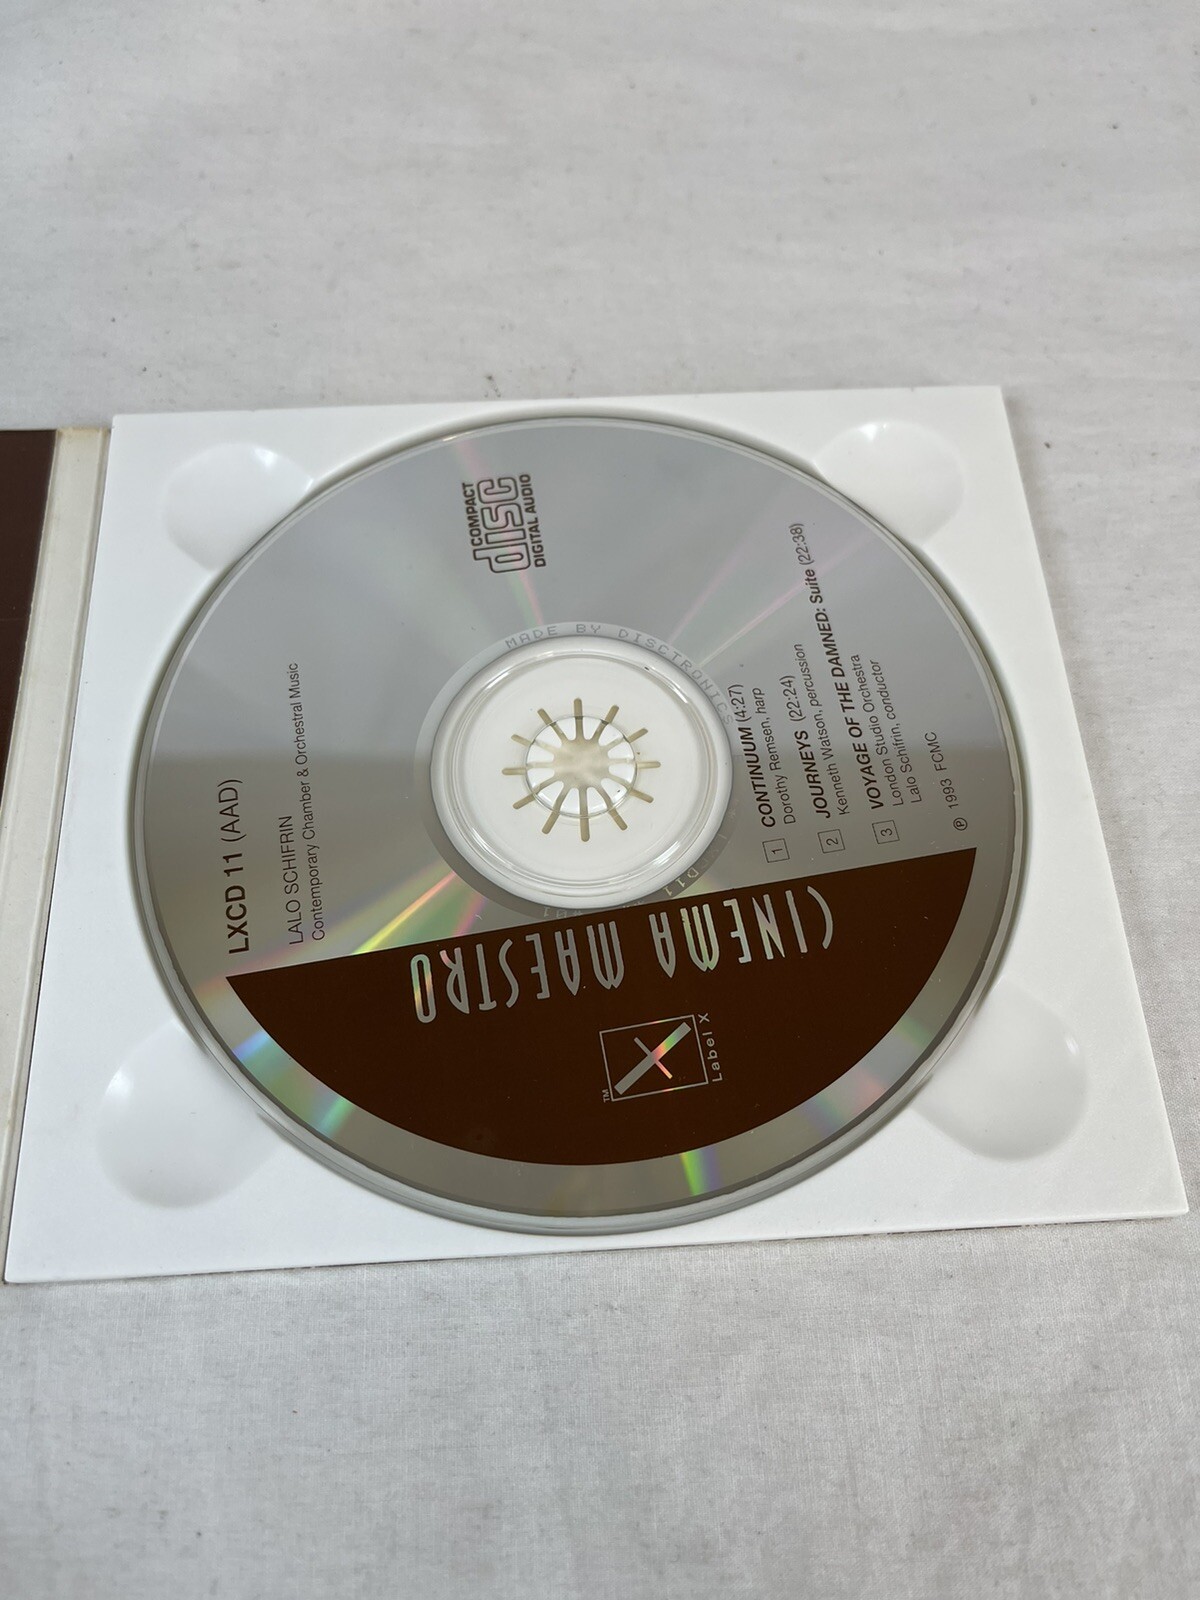 LXCD 11 (AAD)
LALO SCHIFRIN
Contemporary Chamber & Orchestral Music
COMPACT
disc
DIGITAL AUDIO
MADE BY DISCTRONICS
1 CONTINUUM (4:27)
Dorothy Remsen, harp
2 JOURNEYS (22:24)
Kenneth Watson, percussion
3 VOYAGE OF THE DAMNED: Suite (22:38)
London Studio Orchestra
Lalo Schifrin, conductor
℗ 1993 FCMC
CINEMA MAESTRO
TM
X
Label X